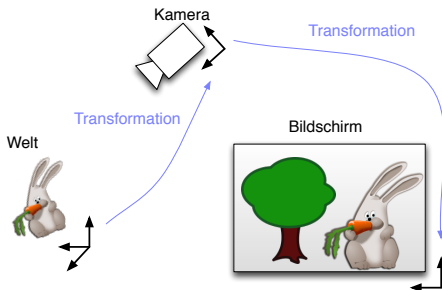 Kamera
Transformation
Transformation
Bildschirm
Welt